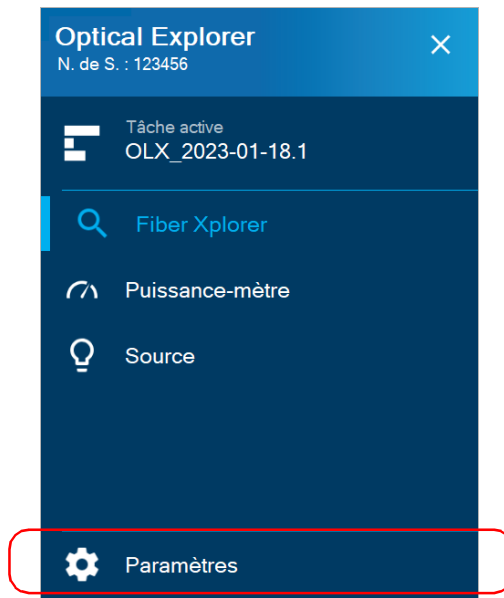 Optical Explorer
N. de S. : 123456
Tâche active
OLX_2023-01-18.1
Fiber Xplorer
Puissance-mètre
Source
Paramètres